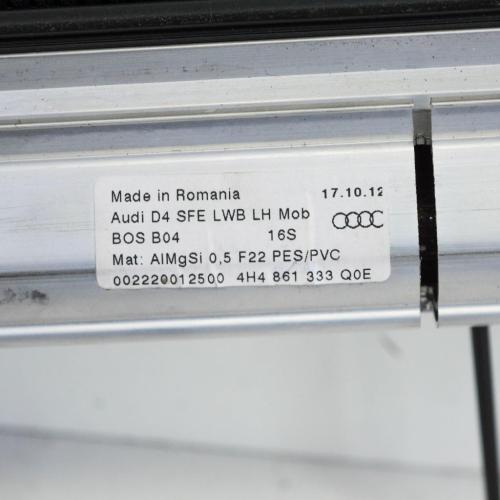 Made in Romania 17.10.12
Audi D4 SFE LWB LH Mob
BOS B04 16S
Mat: AlMgSi 0,5 F22 PES/PVC
002220012500 4H4 861 333 Q0E